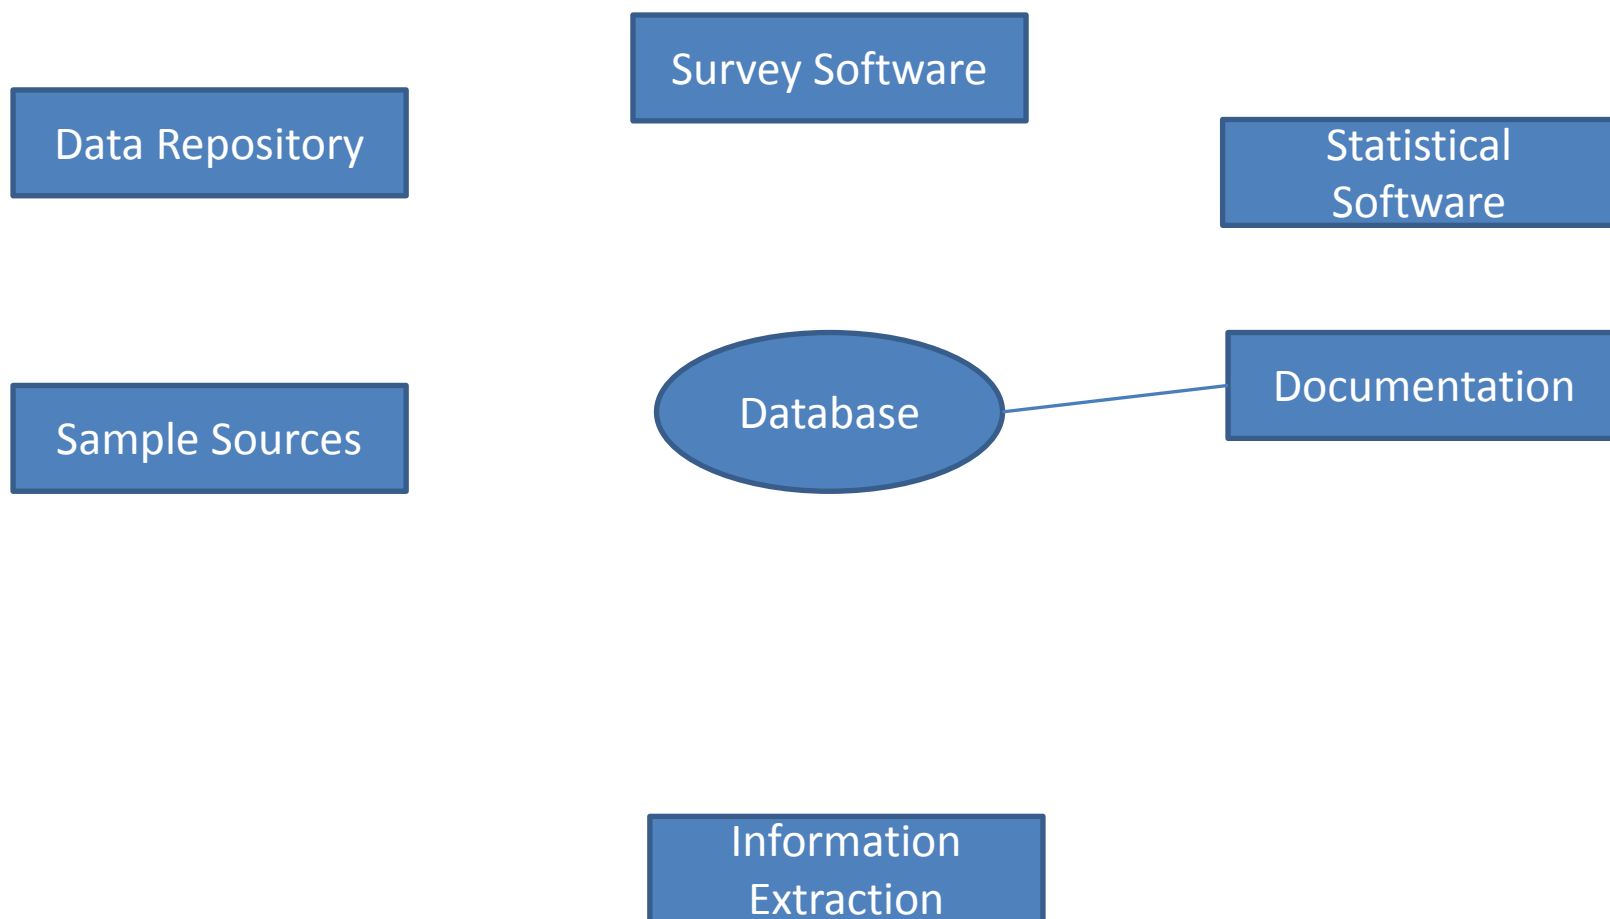 Survey Software
Data Repository
Statistical
Software
Database
Documentation
Sample Sources
Information
Extraction